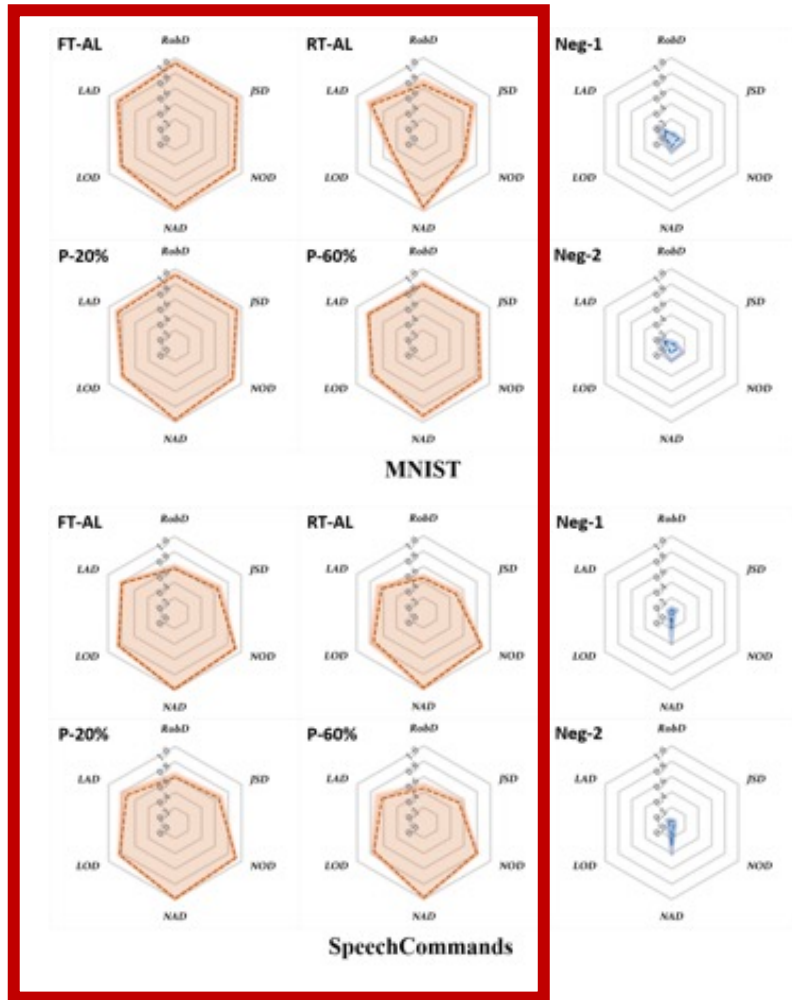 FT-AL RobD RT-AL RobD Neg-1 RobD
LAD JSD LAD JSD LAD JSD
LOD NOD LOD NOD LOD NOD
NAD NAD NAD
P-20% RobD P-60% RobD Neg-2 RobD
LAD JSD LAD JSD LAD JSD
LOD NOD LOD NOD LOD NOD
NAD NAD NAD
MNIST
FT-AL RobD RT-AL RobD Neg-1 RobD
LAD JSD LAD JSD LAD JSD
LOD NOD LOD NOD LOD NOD
NAD NAD NAD
P-20% RobD P-60% RobD Neg-2 RobD
LAD JSD LAD JSD LAD JSD
LOD NOD LOD NOD LOD NOD
NAD NAD NAD
SpeechCommands